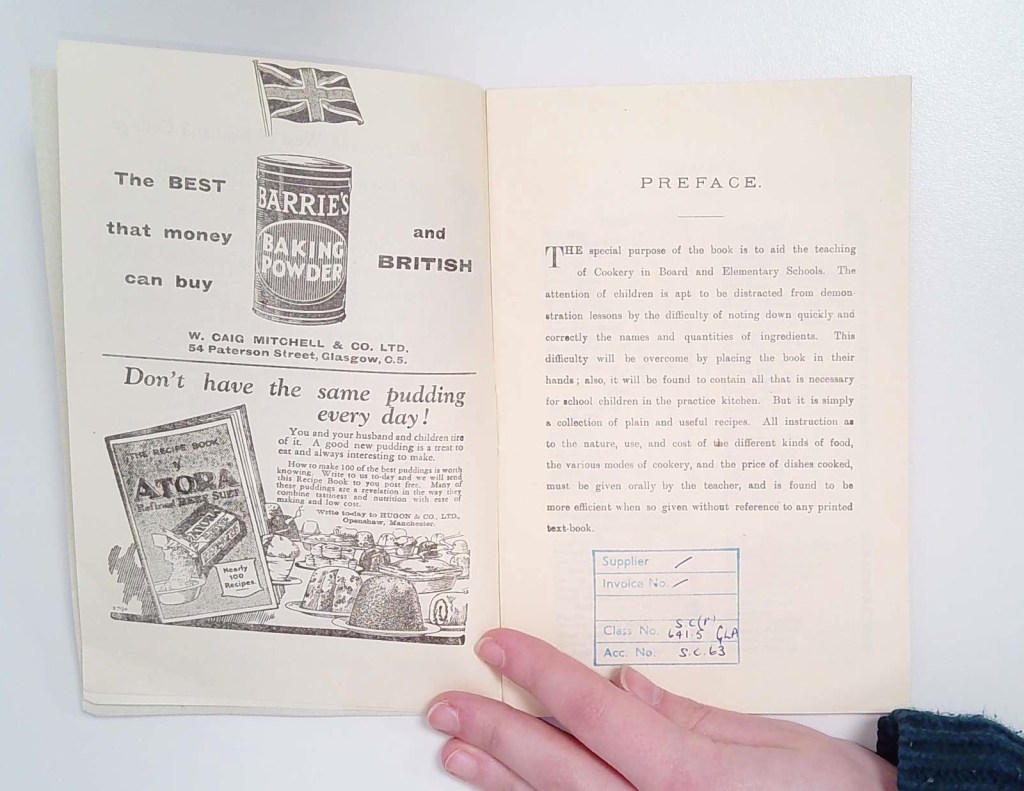 The BEST
that money
can buy
BARRIE'S
BAKING
POWDER
and
BRITISH
W. CAIG MITCHELL & CO. LTD.
54 Paterson Street, Glasgow, C.5.
Don't have the same pudding
every day!
You and your husband and children tire
of it. A good new pudding is a treat to
eat and always interesting to make.
How to make 100 of the best puddings is worth
knowing. Write to us to-day and we will send
this Recipe Book to you post free. Many of
these puddings are a revelation in the way they
combine tastiness and nutrition with ease of
making and low cost.
Write to-day to HUGON & CO., LTD.,
Openshaw, Manchester.
THE RECIPE BOOK
of
ATORA
Refined BEEF SUET
ATORA
Nearly
100
Recipes.
PREFACE.
THE special purpose of the book is to aid the teaching
of Cookery in Board and Elementary Schools. The
attention of children is apt to be distracted from demon-
stration lessons by the difficulty of noting down quickly and
correctly the names and quantities of ingredients. This
difficulty will be overcome by placing the book in their
hands; also, it will be found to contain all that is necessary
for school children in the practice kitchen. But it is simply
a collection of plain and useful recipes. All instruction as
to the nature, use, and cost of the different kinds of food,
the various modes of cookery, and the price of dishes cooked,
must be given orally by the teacher, and is found to be
more efficient when so given without reference to any printed
text-book.
Supplier /
Invoice No. /
S.C(r)
Class No. 641.5 GLA
Acc. No. S.C.63